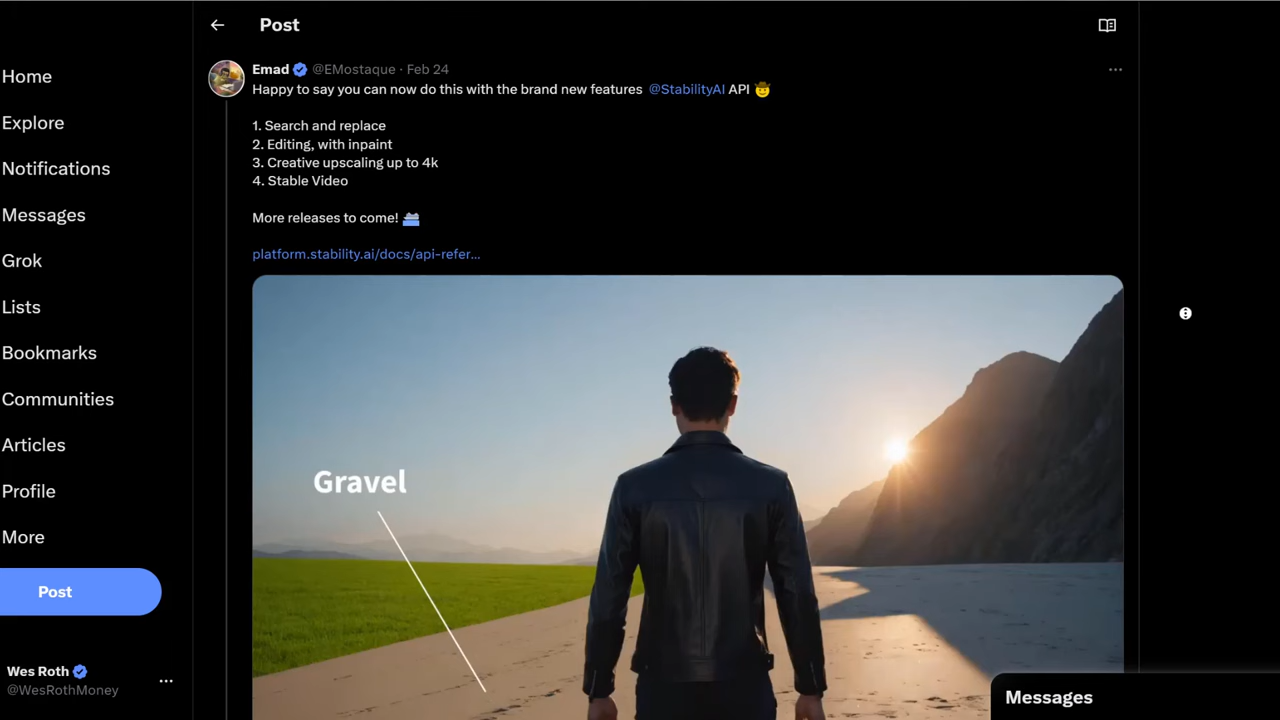 Post
Emad @EMostaque · Feb 24
Happy to say you can now do this with the brand new features @StabilityAI API 🤠
1. Search and replace
2. Editing, with inpaint
3. Creative upscaling up to 4k
4. Stable Video
More releases to come!
platform.stability.ai/docs/api-refer…
Gravel
Home
Explore
Notifications
Messages
Grok
Lists
Bookmarks
Communities
Articles
Profile
More
Post
Wes Roth
@WesRothMoney
Messages